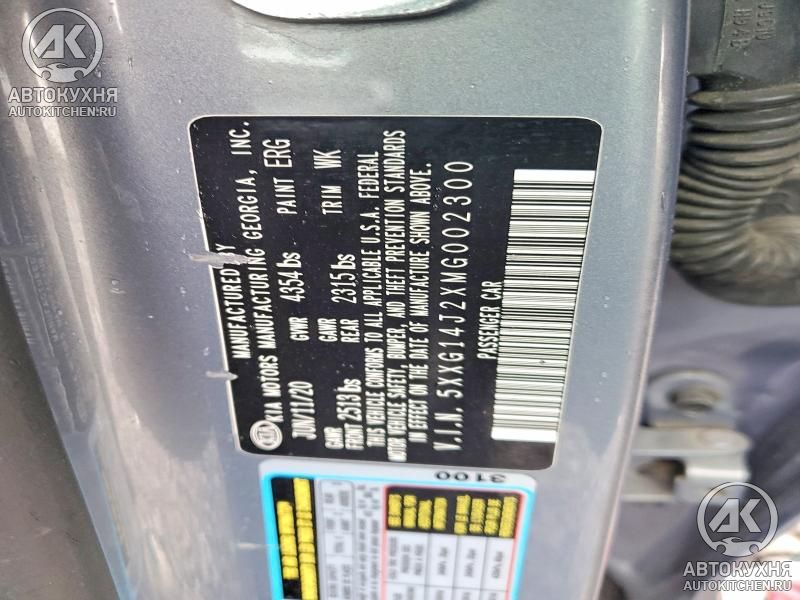 АК
АВТОКУХНЯ
AUTOKITCHEN.RU
MANUFACTURED BY
KIA KIA MOTORS MANUFACTURING GEORGIA, INC.
JUN/11/20 GVWR 4354 lbs PAINT ERG
GAWR GAWR
FRONT 2513 lbs REAR 2315 lbs TRIM WK
THIS VEHICLE CONFORMS TO ALL APPLICABLE U.S.A. FEDERAL
MOTOR VEHICLE SAFETY, BUMPER, AND THEFT PREVENTION STANDARDS
IN EFFECT ON THE DATE OF MANUFACTURE SHOWN ABOVE.
V.I.N. 5XXG14J2XMG002300
PASSENGER CAR
3100
АК
АВТОКУХНЯ
AUTOKITCHEN.RU